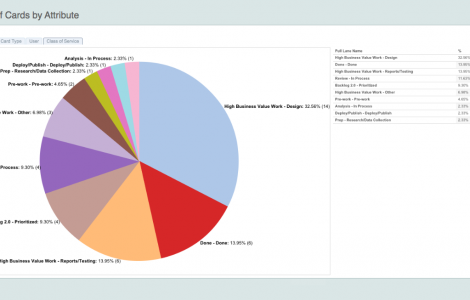 f Cards by Attribute
Card Type User Class of Service
Analysis - In Process: 2.33% (1)
Deploy/Publish - Deploy/Publish: 2.33% (1)
Prep - Research/Data Collection: 2.33% (1)
Pre-work - Pre-work: 4.65% (2)
Work - Other: 6.98% (3)
Process: 9.30% (4)
2.0 - Prioritized: 9.30% (4)
High Business Value Work - Reports/Testing: 13.95% (6)
Done - Done: 13.95% (6)
High Business Value Work - Design: 32.56% (14)
Full Lane Name %
High Business Value Work - Design 32.56%
Done - Done 13.95%
High Business Value Work - Reports/Testing 13.95%
Review - In Process
Backlog 2.0 - Prioritized 9.30%
High Business Value Work - Other 6.98%
Pre-work - Pre-work 4.65%
Analysis - In Process 2.33%
Deploy/Publish - Deploy/Publish 2.33%
Prep - Research/Data Collection 2.33%